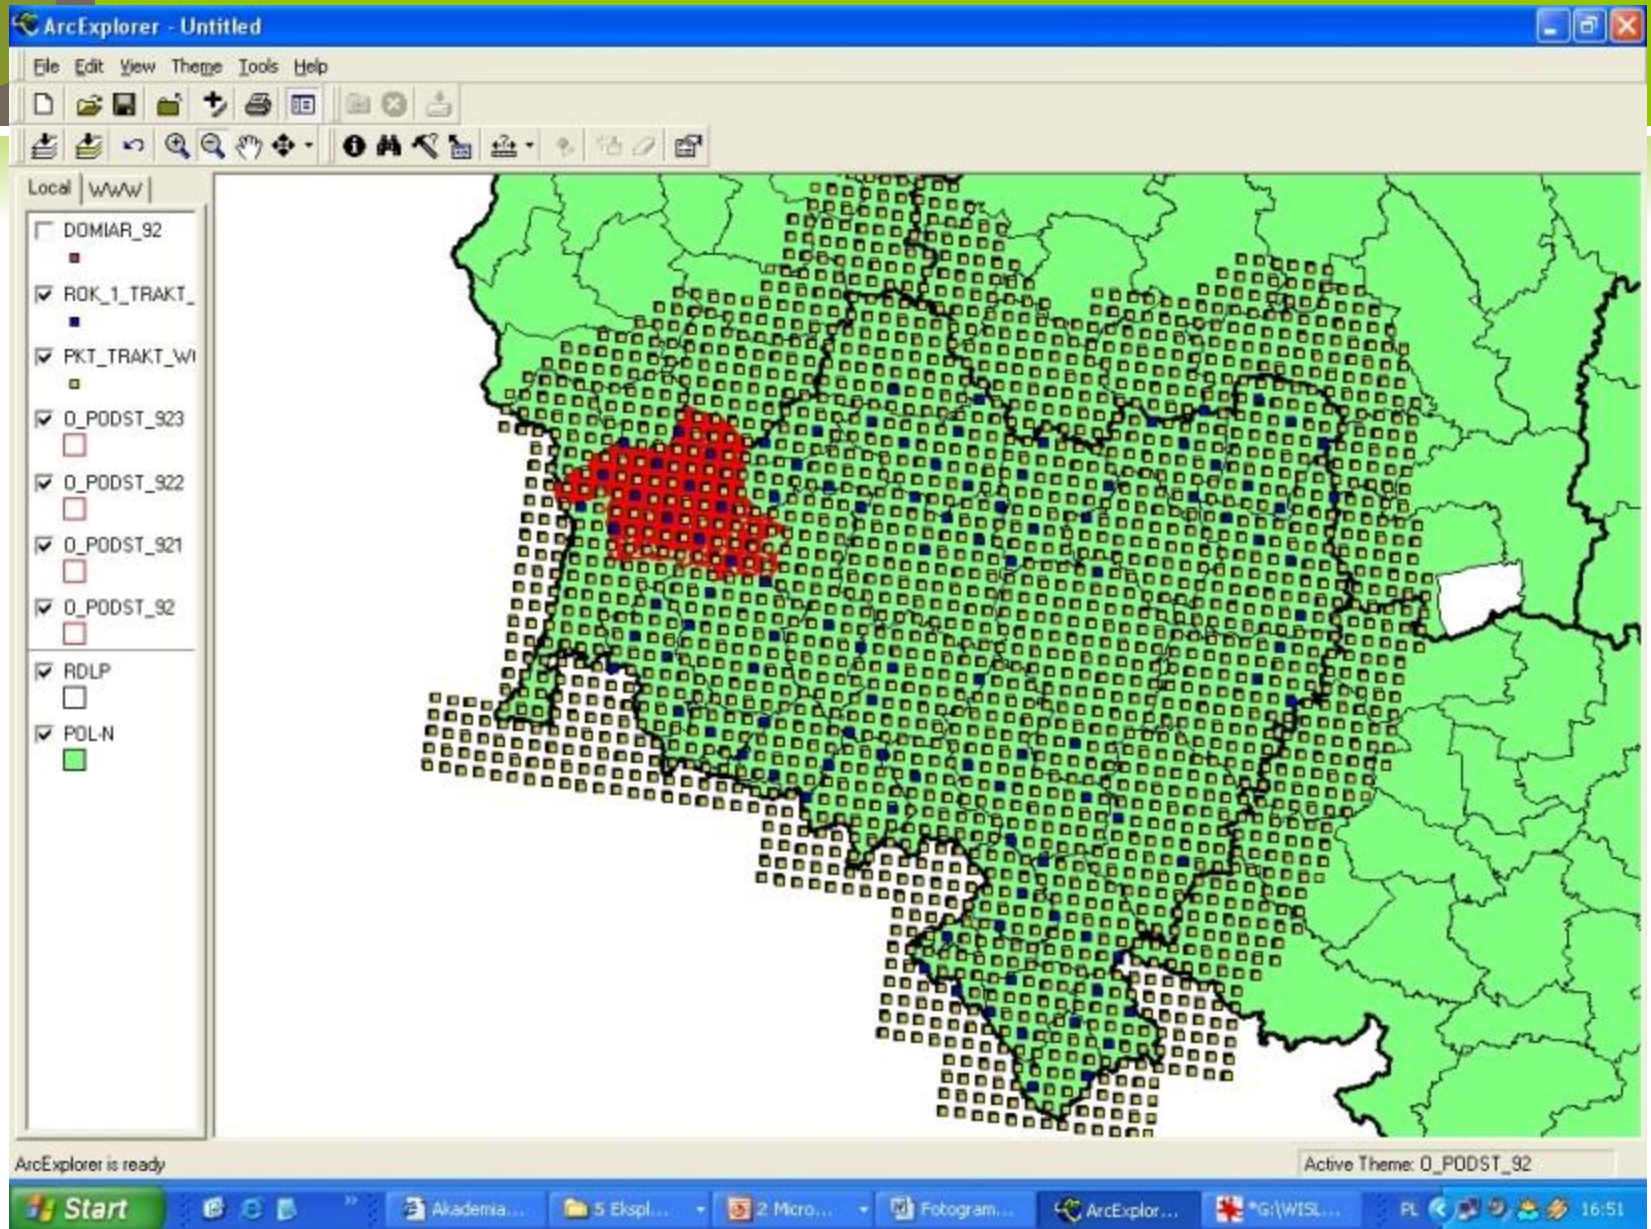 ArcExplorer - Untitled
File Edit View Theme Tools Help
Local WWW
DOMIAR_92
ROK_1_TRAKT_
PKT_TRAKT_W
O_PODST_923
O_PODST_922
O_PODST_921
O_PODST_92
RDLP
POL-N
ArcExplorer is ready
Active Theme: O_PODST_92
Start
»
Akademia...
5 Ekspl...
2 Micro...
Fotogram...
ArcExplor...
*G:\WISL...
PL
16:51